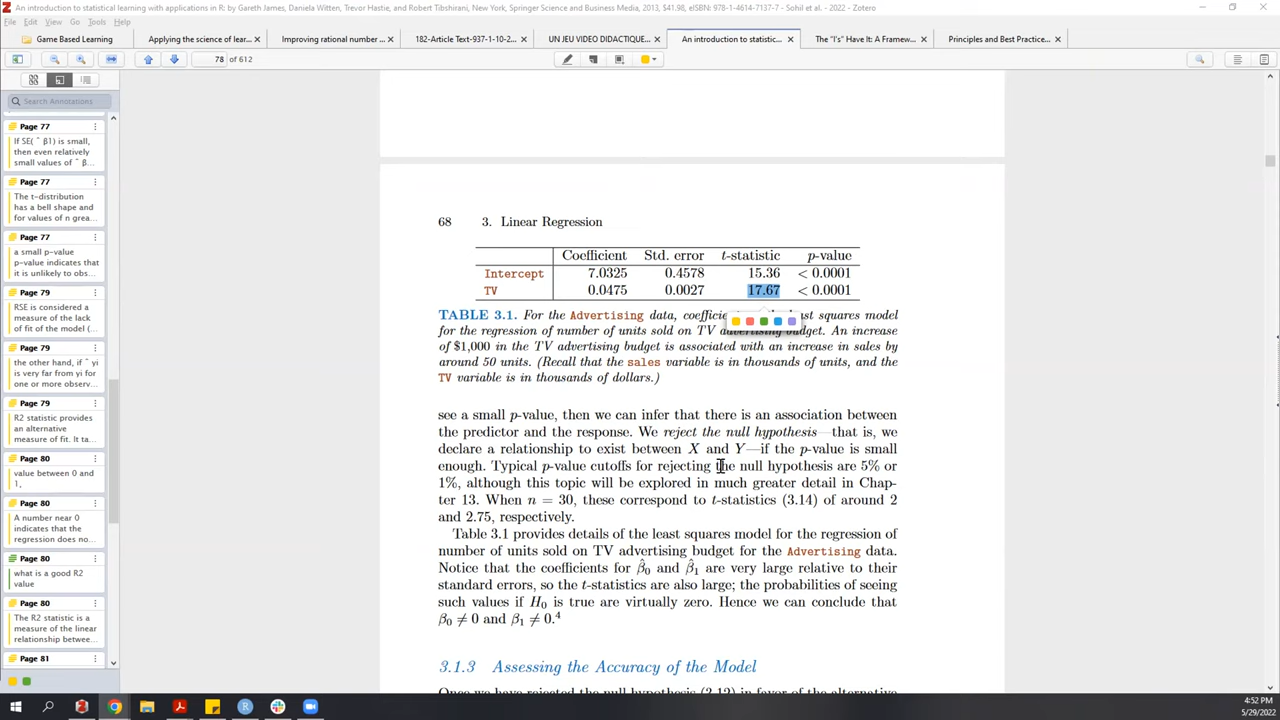 An introduction to statistical learning with applications in R: by Gareth James, Daniela Witten, Trevor Hastie, and Robert Tibshirani, New York, Springer Science and Business Media, 2013, $41.98, eISBN: 978-1-4614-7137-7 - Sohil et al. - 2022 - Zotero
File Edit View Go Tools Help
Game Based Learning
Applying the science of lear...
Improving rational number ...
182-Article Text-937-1-10-2...
UN JEU VIDEO DIDACTIQUE...
An introduction to statistic...
The "I's" Have It: A Framew...
Principles and Best Practice...
78 of 612
Search Annotations
Page 77
If SE( ˆ β1) is small,
then even relatively
small values of ˆ β...
Page 77
The t-distribution
has a bell shape and
for values of n grea...
Page 77
a small p-value
p-value indicates that
it is unlikely to obs...
Page 79
RSE is considered a
measure of the lack
of fit of the model (...
Page 79
the other hand, if ˆ yi
is very far from yi for
one or more observ...
Page 79
R2 statistic provides
an alternative
measure of fit. It ta...
Page 80
value between 0 and
1,
Page 80
A number near 0
indicates that the
regression does no...
Page 80
what is a good R2
value
Page 80
The R2 statistic is a
measure of the linear
relationship betwee...
Page 81
68 3. Linear Regression
Coefficient Std. error t-statistic p-value
Intercept 7.0325 0.4578 15.36 < 0.0001
TV 0.0475 0.0027 17.67 < 0.0001
TABLE 3.1. For the Advertising data, coefficients the least squares model
for the regression of number of units sold on TV advertising budget. An increase
of $1,000 in the TV advertising budget is associated with an increase in sales by
around 50 units. (Recall that the sales variable is in thousands of units, and the
TV variable is in thousands of dollars.)
see a small p-value, then we can infer that there is an association between
the predictor and the response. We reject the null hypothesis—that is, we
declare a relationship to exist between X and Y—if the p-value is small
enough. Typical p-value cutoffs for rejecting the null hypothesis are 5% or
1%, although this topic will be explored in much greater detail in Chap-
ter 13. When n = 30, these correspond to t-statistics (3.14) of around 2
and 2.75, respectively.
Table 3.1 provides details of the least squares model for the regression of
number of units sold on TV advertising budget for the Advertising data.
Notice that the coefficients for β̂0 and β̂1 are very large relative to their
standard errors, so the t-statistics are also large; the probabilities of seeing
such values if H0 is true are virtually zero. Hence we can conclude that
β0 ≠ 0 and β1 ≠ 0.4
3.1.3 Assessing the Accuracy of the Model
Once we have rejected the null hypothesis (3.12) in favor of the alternative
4:52 PM
5/29/2022